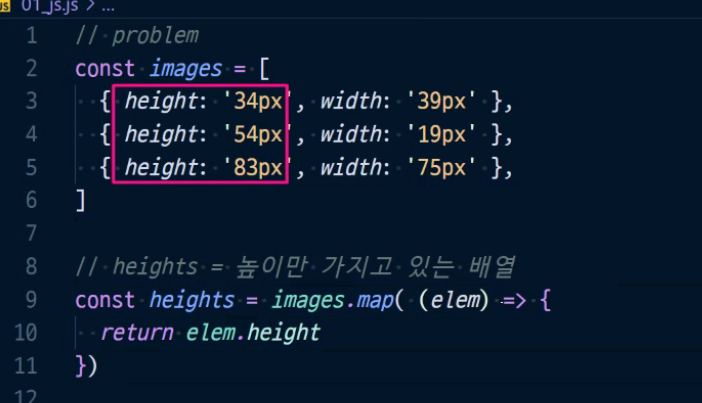 JS 01_js.js > ...
1 // problem
2 const images = [
3 { height: '34px', width: '39px' },
4 { height: '54px', width: '19px' },
5 { height: '83px', width: '75px' },
6 ]
7
8 // heights = 높이만 가지고 있는 배열
9 const heights = images.map( (elem) => {
10 return elem.height
11 })
12